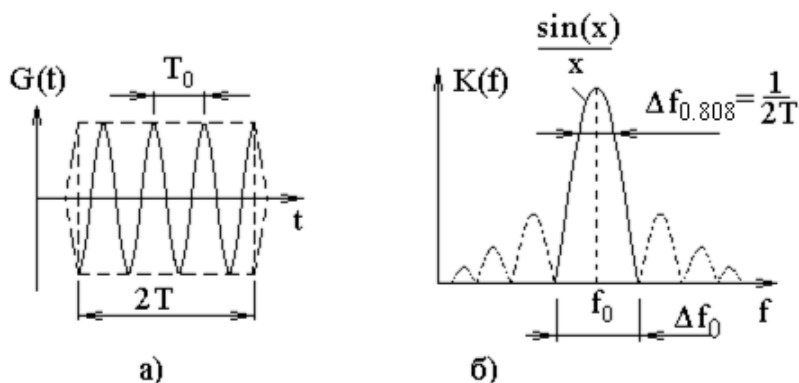 G(t)
T₀
t
2T
а)
sin(x)
x
K(f)
Δf₀.₈₀₈= 1
2T
f₀
Δf₀
f
б)